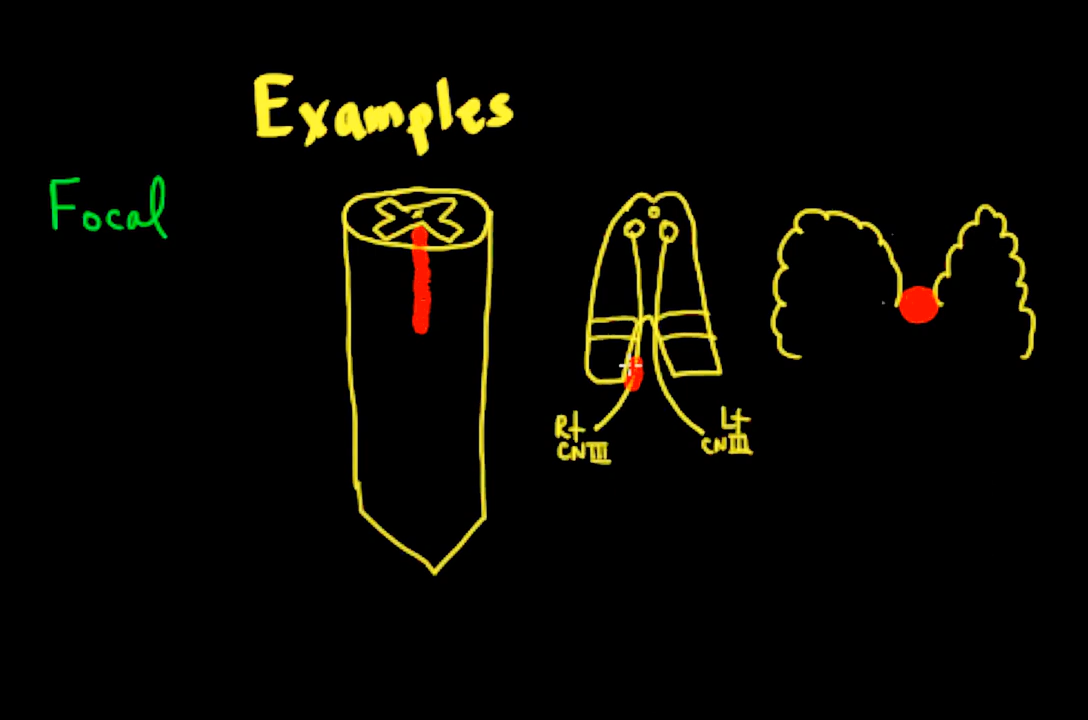 Examples
Focal
Rt
CN III
Lt
CN III